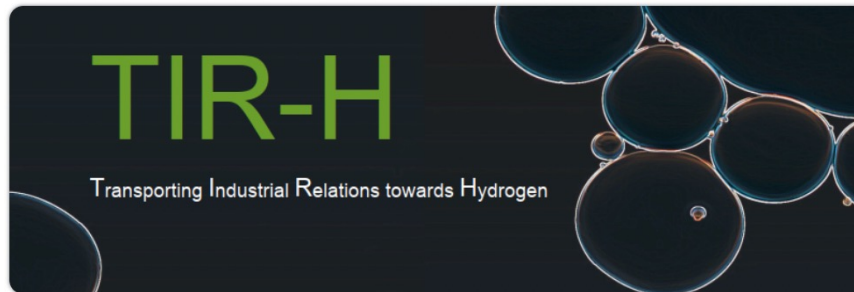 TIR-H
Transporting Industrial Relations towards Hydrogen